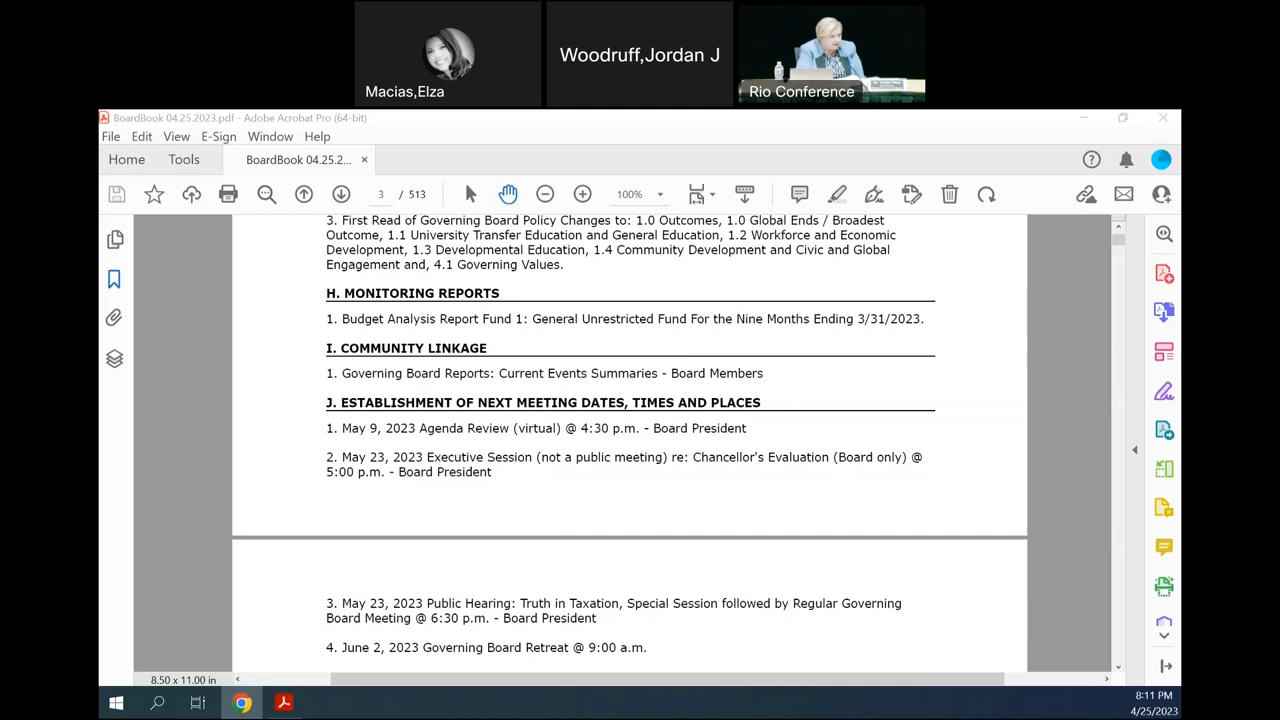 Macias,Elza
Woodruff,Jordan J
Rio Conference
BoardBook 04.25.2023.pdf - Adobe Acrobat Pro (64-bit)
File Edit View E-Sign Window Help
Home Tools BoardBook 04.25.2... ×
3 / 513 100%
3. First Read of Governing Board Policy Changes to: 1.0 Outcomes, 1.0 Global Ends / Broadest
Outcome, 1.1 University Transfer Education and General Education, 1.2 Workforce and Economic
Development, 1.3 Developmental Education, 1.4 Community Development and Civic and Global
Engagement and, 4.1 Governing Values.
H. MONITORING REPORTS
1. Budget Analysis Report Fund 1: General Unrestricted Fund For the Nine Months Ending 3/31/2023.
I. COMMUNITY LINKAGE
1. Governing Board Reports: Current Events Summaries - Board Members
J. ESTABLISHMENT OF NEXT MEETING DATES, TIMES AND PLACES
1. May 9, 2023 Agenda Review (virtual) @ 4:30 p.m. - Board President
2. May 23, 2023 Executive Session (not a public meeting) re: Chancellor's Evaluation (Board only) @
5:00 p.m. - Board President
3. May 23, 2023 Public Hearing: Truth in Taxation, Special Session followed by Regular Governing
Board Meeting @ 6:30 p.m. - Board President
4. June 2, 2023 Governing Board Retreat @ 9:00 a.m.
8.50 x 11.00 in
8:11 PM
4/25/2023